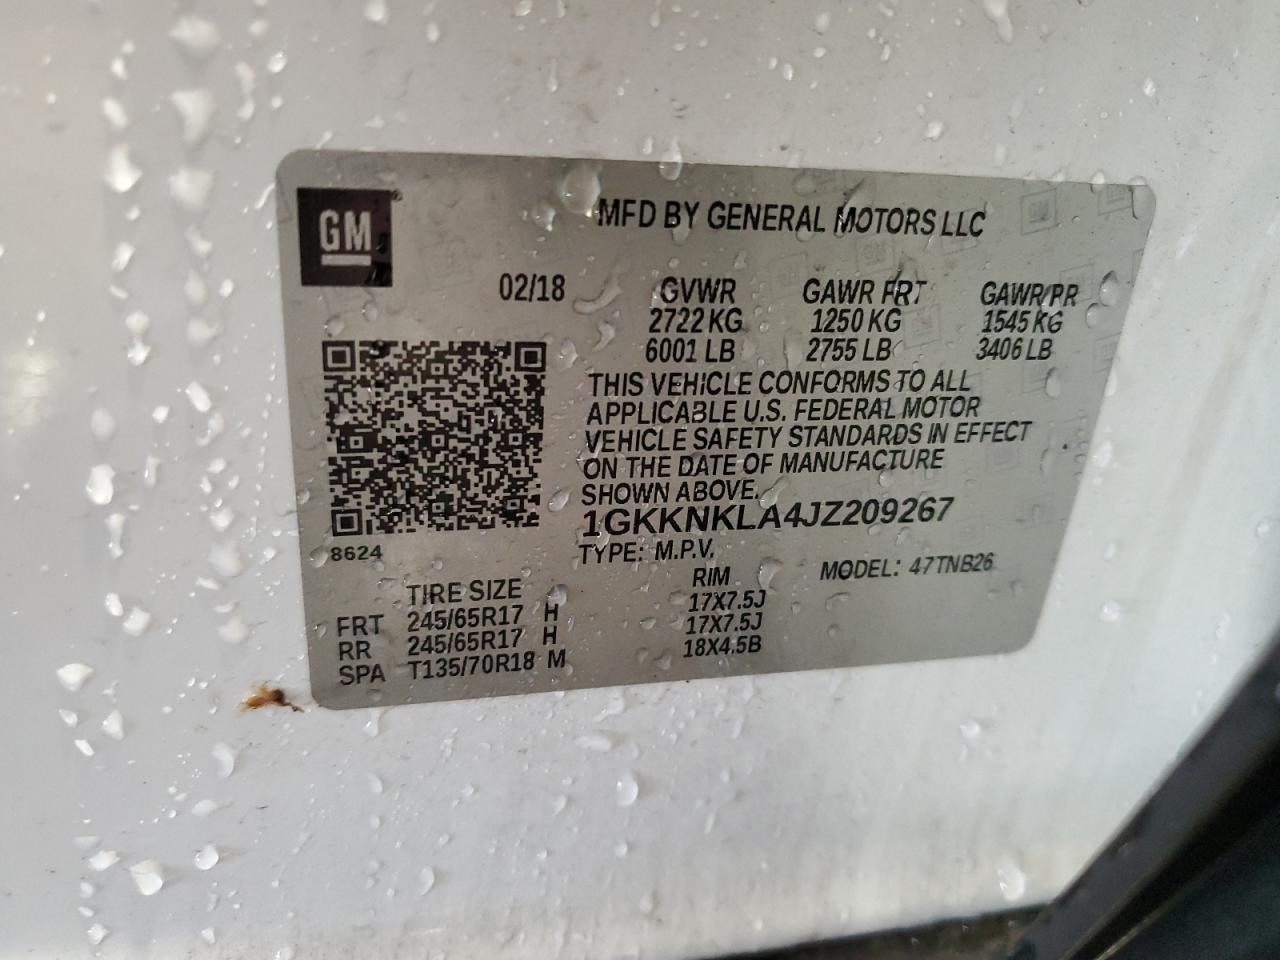 GM
MFD BY GENERAL MOTORS LLC
02/18 GVWR GAWR FRT GAWR RR
2722 KG 1250 KG 1545 KG
6001 LB 2755 LB 3406 LB
THIS VEHICLE CONFORMS TO ALL
APPLICABLE U.S. FEDERAL MOTOR
VEHICLE SAFETY STANDARDS IN EFFECT
ON THE DATE OF MANUFACTURE
SHOWN ABOVE.
1GKKNKLA4JZ209267
8624 TYPE: M.P.V. MODEL: 47TNB26
TIRE SIZE RIM
FRT 245/65R17 H 17X7.5J
RR 245/65R17 H 17X7.5J
SPA T135/70R18 M 18X4.5B